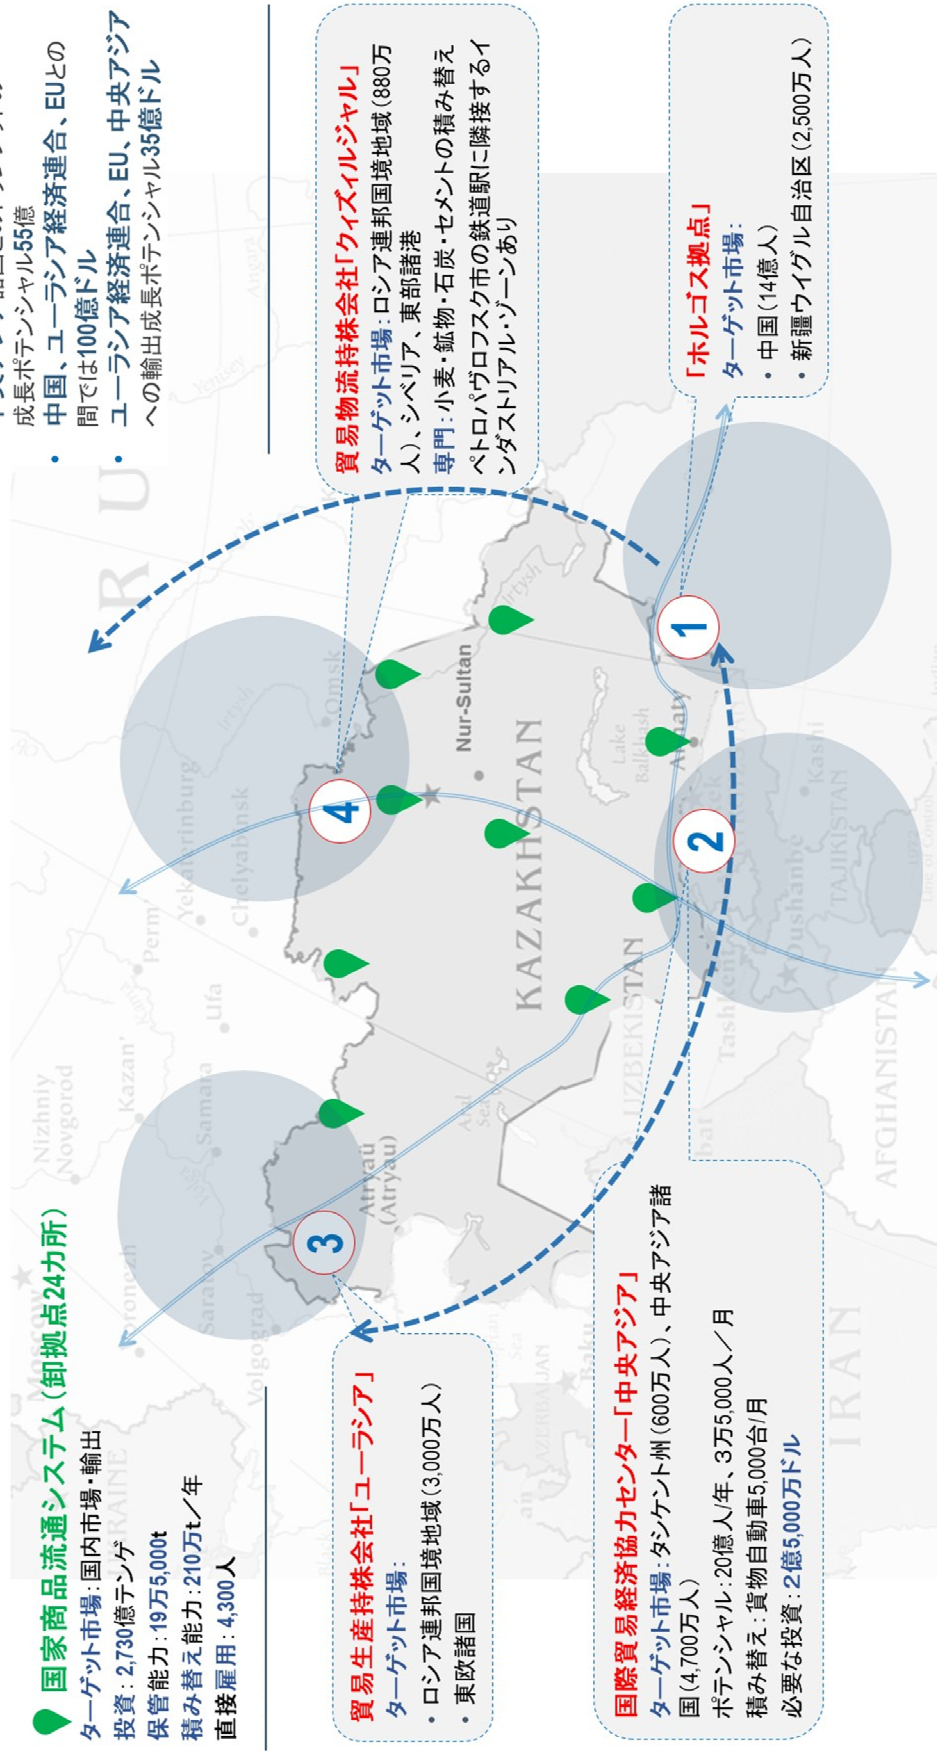 国家商品流通システム(卸拠点24カ所)
ターゲット市場：国内市場・輸出
投資：2,730億テンゲ
保管能力：19万5,000t
積み替え能力：210万t／年
直接雇用：4,300人
成長ポテンシャル55億
・中国、ユーラシア経済連合、EUとの
間では100億ドル
・ユーラシア経済連合、EU、中央アジア
への輸出成長ポテンシャル35億ドル
貿易生産持株会社「ユーラシア」
ターゲット市場：
・ロシア連邦国境地域(3,000万人)
・東欧諸国
貿易物流持株会社「クィズィルジャル」
ターゲット市場：ロシア連邦国境地域(880万
人)、シベリア、東部諸港
専門：小麦・鉱物・石炭・セメントの積み替え
ペトロパヴロフスク市の鉄道駅に隣接するイ
ンダストリアル・ゾーンあり
国際貿易経済協力センター「中央アジア」
ターゲット市場：タシケント州(600万人)、中央アジア諸
国(4,700万人)
ポテンシャル：20億人/年、3万5,000人／月
積み替え：貨物自動車5,000台/月
必要な投資：２億5,000万ドル
「ホルゴス拠点」
ターゲット市場：
・中国(14億人)
・新疆ウイグル自治区(2,500万人)
1
2
3
4
R U
Moscow
Nizhny
Novgorod
Kazan'
Perm'
Yekaterinburg
Chelyabinsk
Ufa
Samara
Saratov
Volgograd
Omsk
Irtysh
Yenisey
Angara
Atyrau
(Atyrau)
Aral
Sea
KAZAKHSTAN
Nur-Sultan
Irtysh
Lake
Balkhash
Almaty
UZBEKISTAN
Tashkent
Dushanbe
TAJIKISTAN
Kashi
AFGHANISTAN
IRAN
Baku
AZERBAIJAN
Sea
UKRAINE
Line of Control